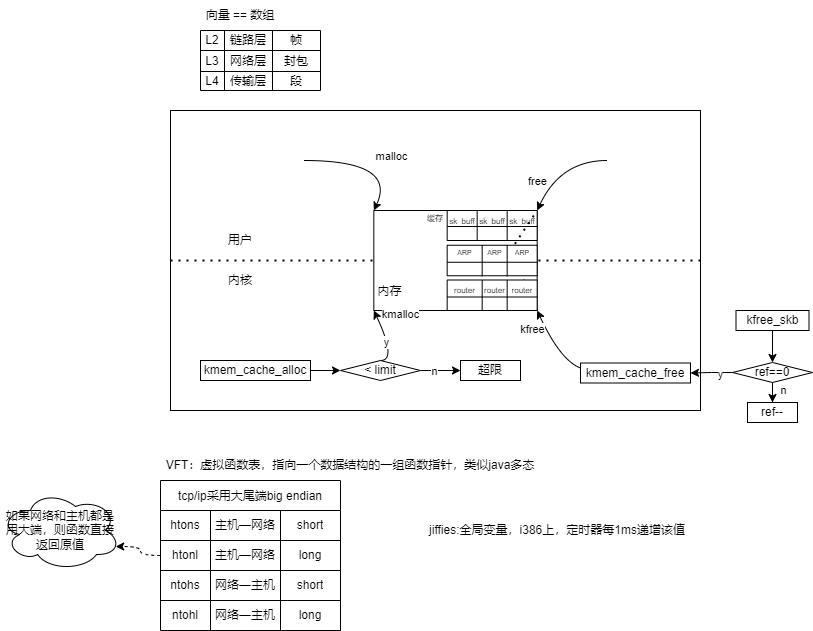 向量 == 数组
L2 链路层 帧
L3 网络层 封包
L4 传输层 段
malloc
free
缓存 sk_buff sk_buff sk_buff
用户
ARP ARP ARP
内核
内存 router router router
kmalloc
kfree
kfree_skb
y
kmem_cache_alloc < limit n 超限 kmem_cache_free y ref==0
n
ref--
VFT：虚拟函数表，指向一个数据结构的一组函数指针，类似java多态
tcp/ip采用大尾端big endian
如果网络和主机都是
用大端，则函数直接
返回原值
htons 主机—网络 short
htonl 主机—网络 long
ntohs 网络—主机 short
ntohl 网络—主机 long
jiffies:全局变量，i386上，定时器每1ms递增该值